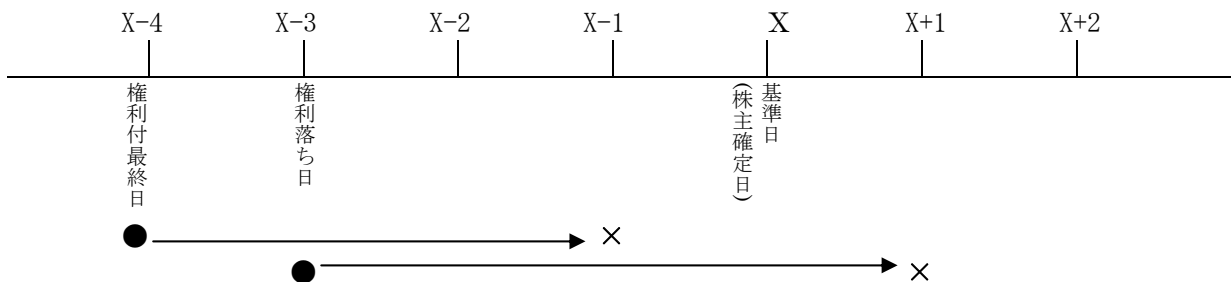 X-4 X-3 X-2 X-1 X X+1 X+2
権利付最終日
権利落ち日
基準日
(株主確定日)
● ×
● ×